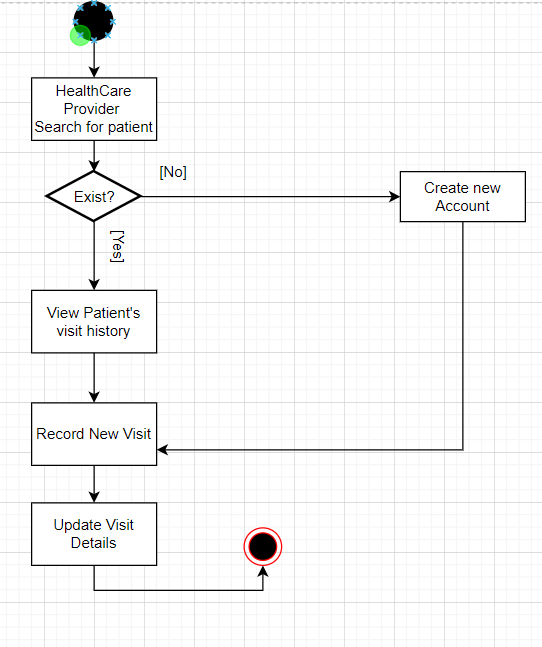 HealthCare
Provider
Search for patient
[No]
Exist?
Create new
Account
[Yes]
View Patient's
visit history
Record New Visit
Update Visit
Details